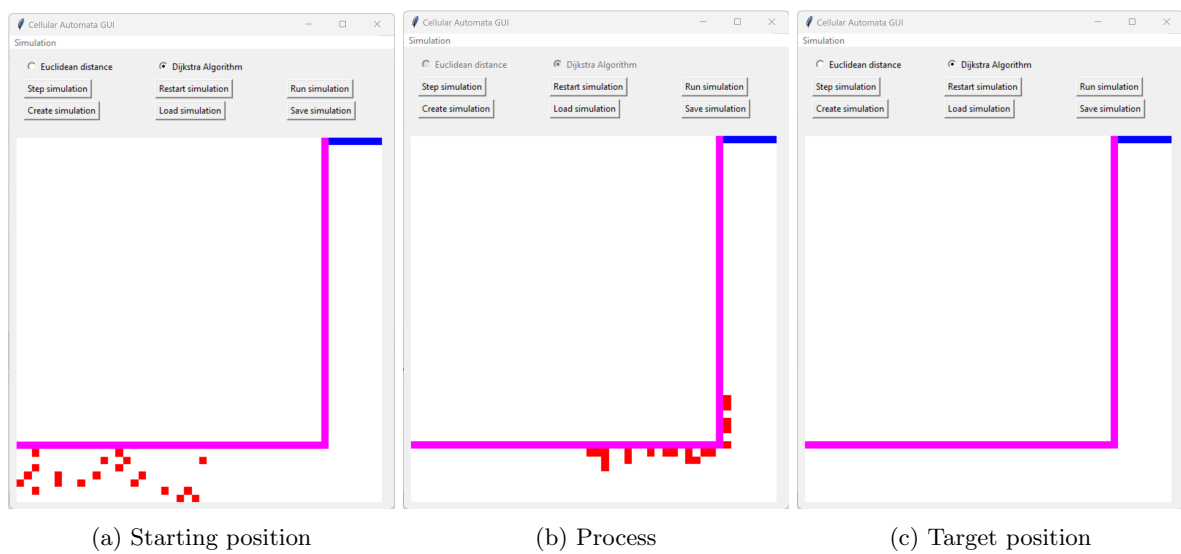 Cellular Automata GUI
Simulation
Euclidean distance Dijkstra Algorithm
Step simulation Restart simulation Run simulation
Create simulation Load simulation Save simulation
(a) Starting position
Cellular Automata GUI
Simulation
Euclidean distance Dijkstra Algorithm
Step simulation Restart simulation Run simulation
Create simulation Load simulation Save simulation
(b) Process
Cellular Automata GUI
Simulation
Euclidean distance Dijkstra Algorithm
Step simulation Restart simulation Run simulation
Create simulation Load simulation Save simulation
(c) Target position